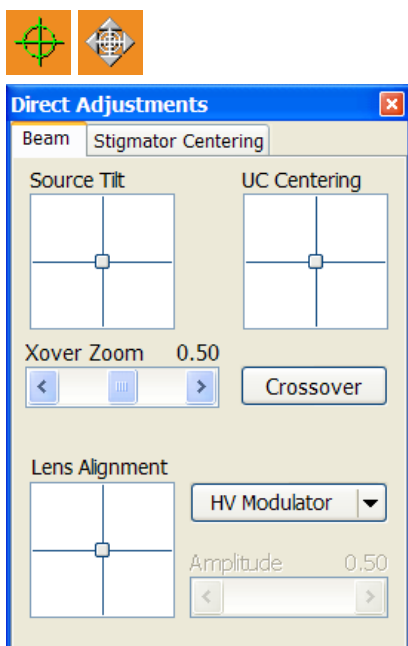 Direct Adjustments
Beam Stigmator Centering
Source Tilt UC Centering
Xover Zoom 0.50
Crossover
Lens Alignment
HV Modulator
Amplitude 0.50